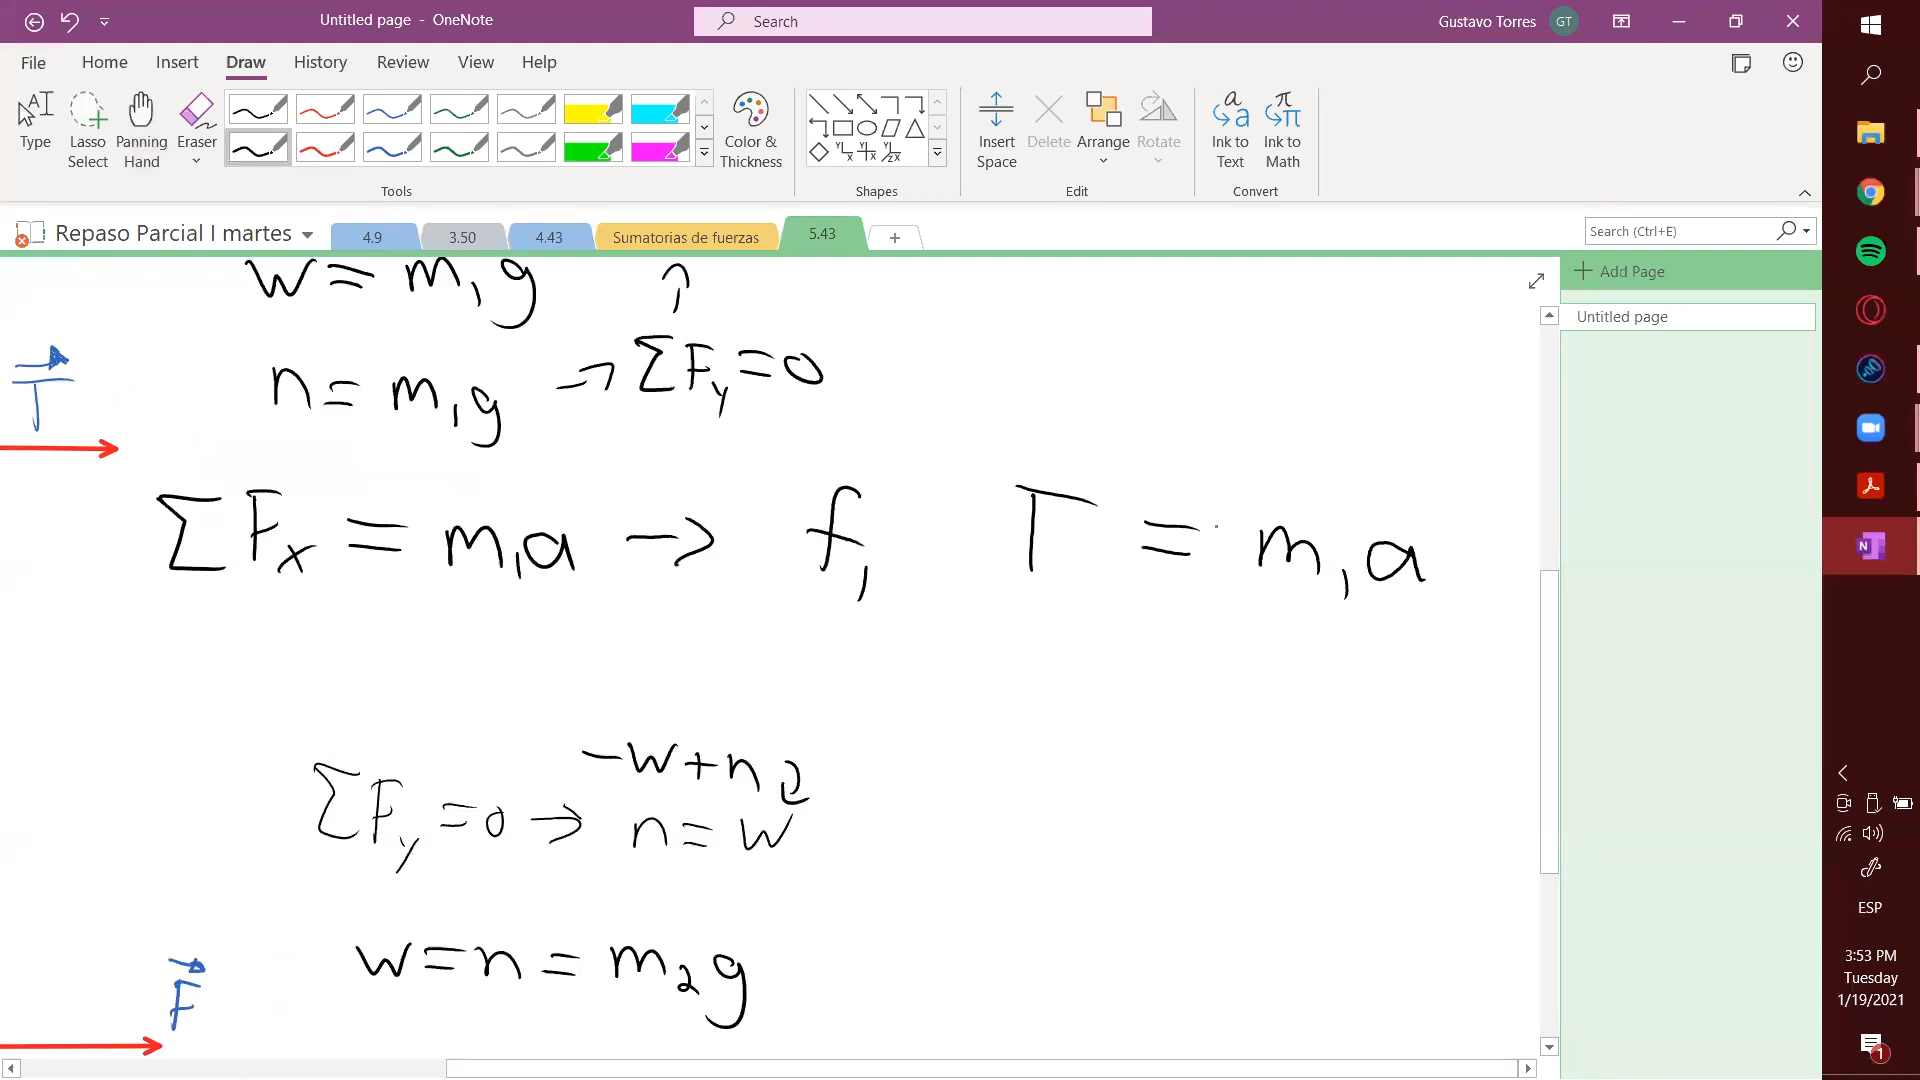 Untitled page - OneNote
Search
Gustavo Torres GT
File Home Insert Draw History Review View Help
Type
Lasso Select
Panning Hand
Eraser
Color & Thickness
Insert Space
Delete
Arrange
Rotate
Ink to Text
Ink to Math
Tools
Shapes
Edit
Convert
Repaso Parcial I martes
4.9
3.50
4.43
Sumatorias de fuerzas
5.43
Search (Ctrl+E)
Add Page
Untitled page
w = m₁g
T
n = m₁g → ΣFy = 0
ΣFx = m₁a → f₁ T = m₁a
-w+n
ΣFy = 0 → n = w
w = n = m₂g
F
ESP
3:53 PM
Tuesday
1/19/2021
1